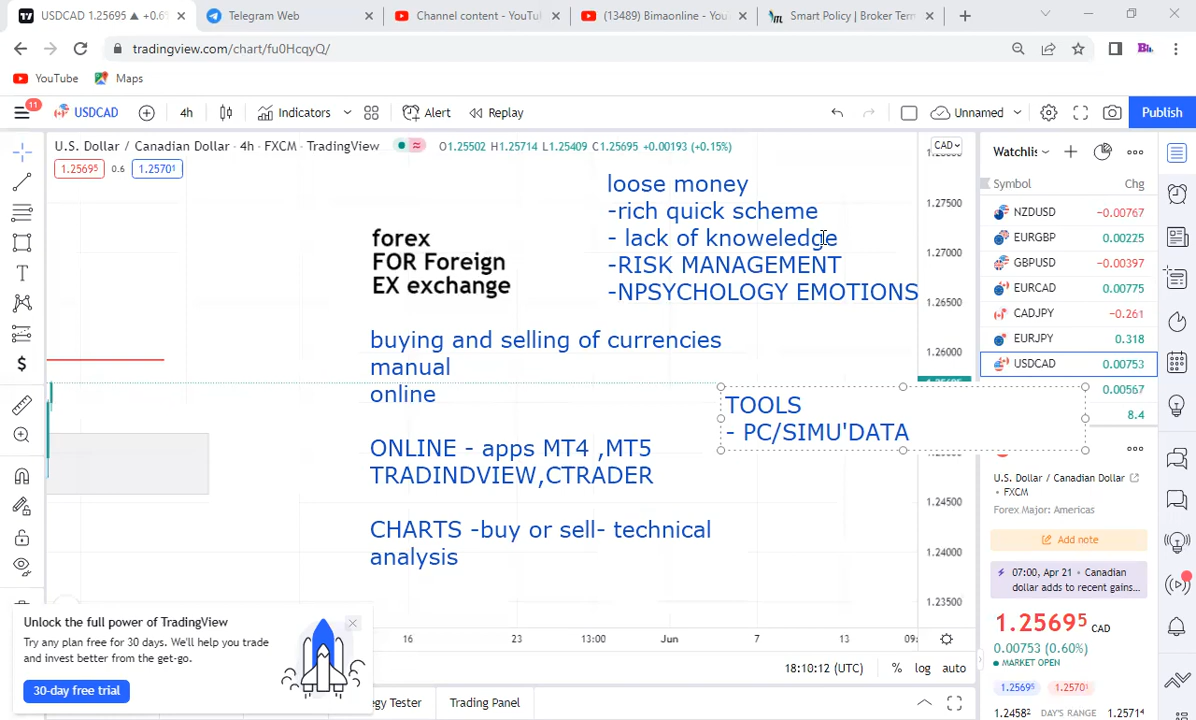 USDCAD 1.25695 ▲ +0.6
Telegram Web
Channel content - YouTu
(13489) Bimaonline - You
Smart Policy | Broker Terr
tradingview.com/chart/fu0HcqyQ/
YouTube
Maps
11
USDCAD
4h
Indicators
Alert
Replay
Unnamed
Publish
U.S. Dollar / Canadian Dollar · 4h · FXCM · TradingView
O1.25502 H1.25714 L1.25409 C1.25695 +0.00193 (+0.15%)
CAD
1.25695 0.6 1.25701
loose money
-rich quick scheme
- lack of knoweledge
-RISK MANAGEMENT
-NPSYCHOLOGY EMOTIONS
forex
FOR Foreign
EX exchange
buying and selling of currencies
manual
online
TOOLS
- PC/SIMU'DATA
ONLINE - apps MT4 ,MT5
TRADINDVIEW,CTRADER
CHARTS -buy or sell- technical
analysis
1.27500
1.27000
1.26500
1.26000
1.24500
1.24000
1.23500
Watchlis
Symbol Chg
NZDUSD −0.00767
EURGBP 0.00225
GBPUSD −0.00397
EURCAD 0.00775
CADJPY −0.261
EURJPY 0.318
USDCAD 0.00753
0.00567
8.4
U.S. Dollar / Canadian Dollar
• FXCM
Forex Major: Americas
Add note
07:00, Apr 21 • Canadian
dollar adds to recent gains...
1.25695 CAD
0.00753 (0.60%)
MARKET OPEN
1.25695 1.25701
1.24582 DAY'S RANGE 1.25714
Unlock the full power of TradingView
Try any plan free for 30 days. We'll help you trade
and invest better from the get-go.
30-day free trial
16 23 13:00 Jun 7 13 09:
18:10:12 (UTC) % log auto
egy Tester
Trading Panel